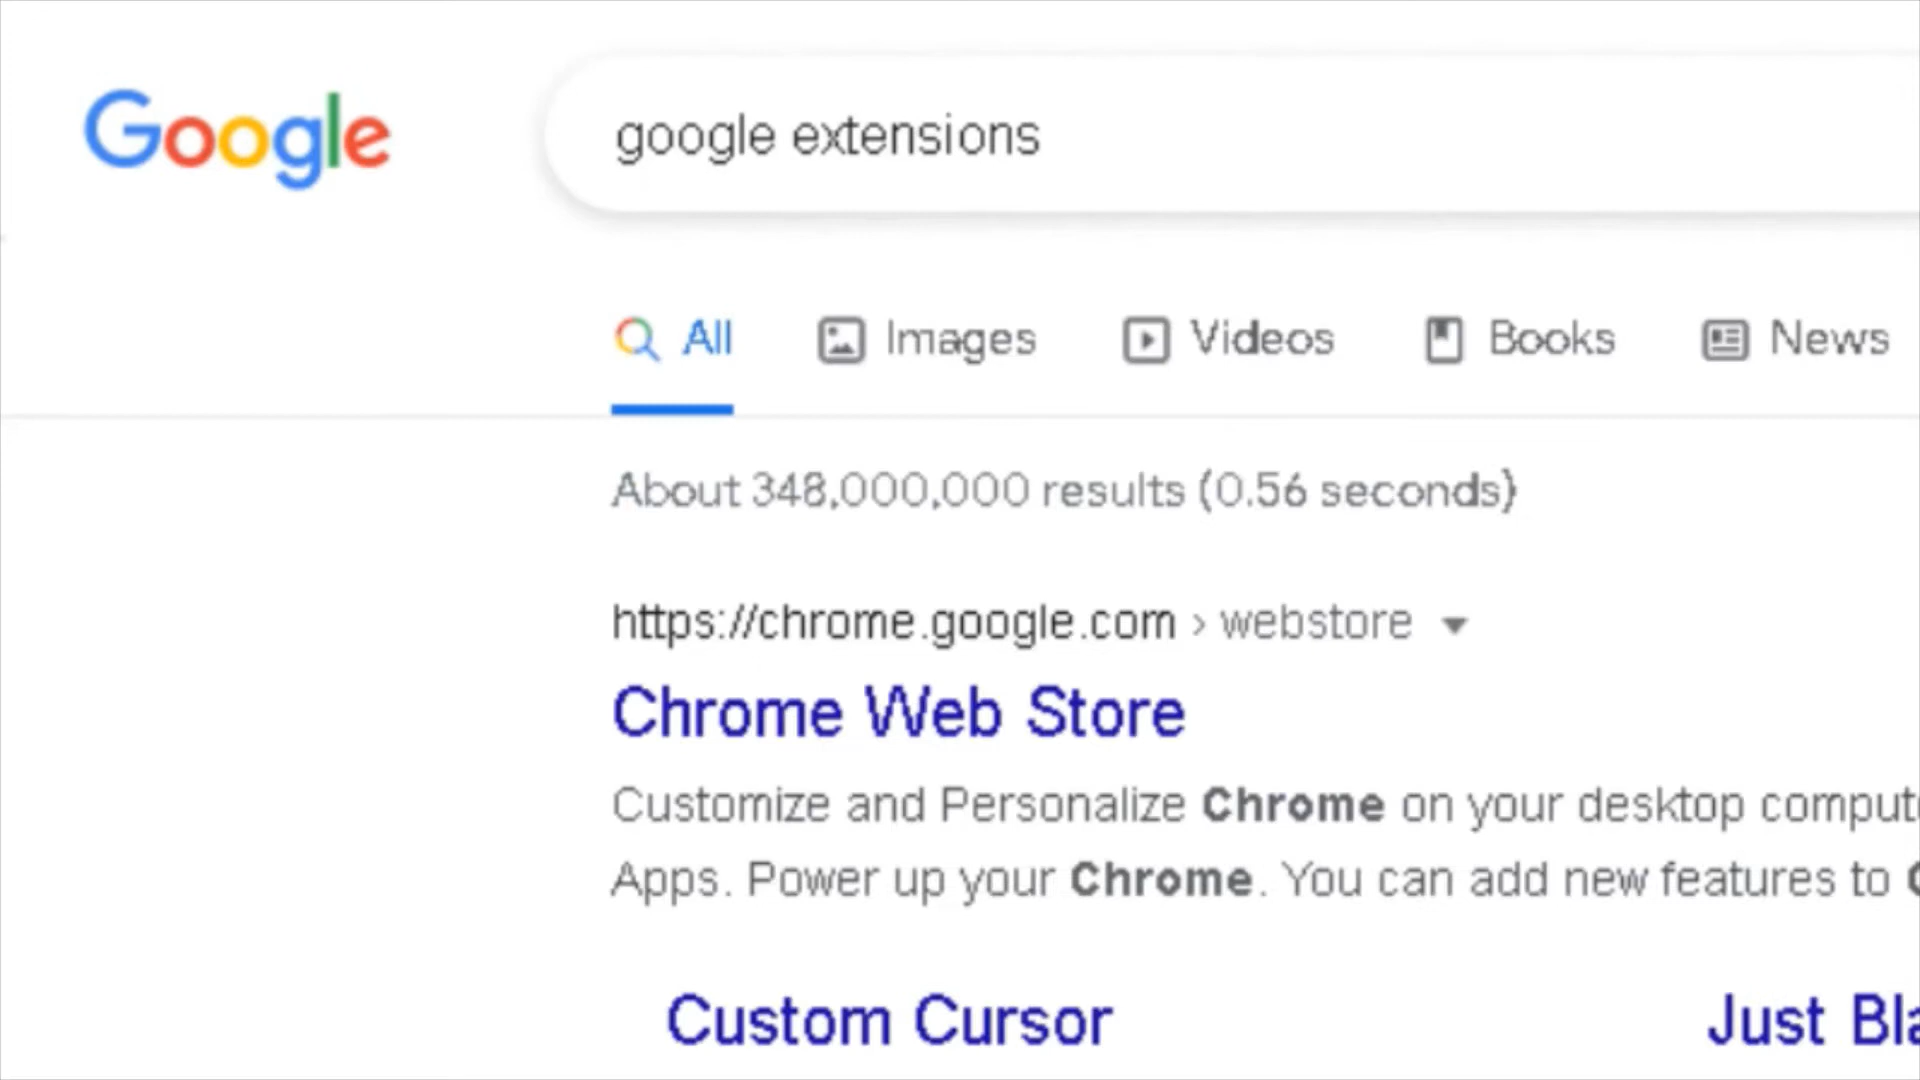 Google
google extensions
All Images Videos Books News
About 348,000,000 results (0.56 seconds)
https://chrome.google.com › webstore
Chrome Web Store
Customize and Personalize Chrome on your desktop
Apps. Power up your Chrome. You can add new features to
Custom Cursor
Just